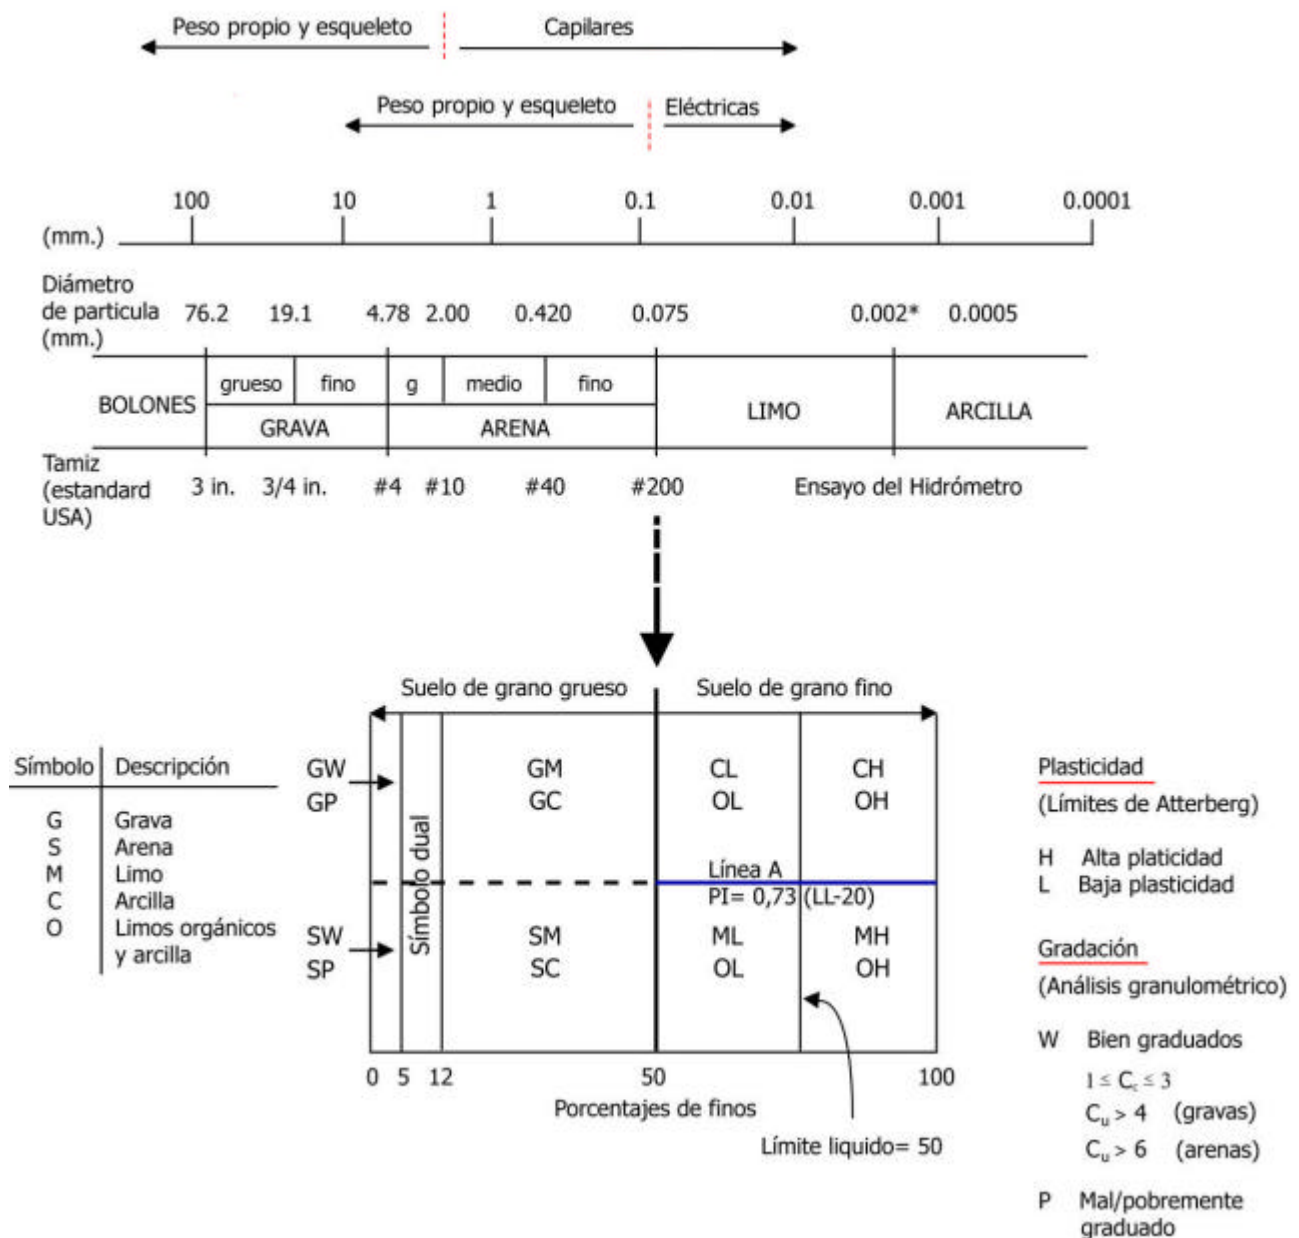 Peso propio y esqueleto Capilares
Peso propio y esqueleto Eléctricas
100 10 1 0.1 0.01 0.001 0.0001
(mm.)
Diámetro
de particula
(mm.)
76.2 19.1 4.78 2.00 0.420 0.075 0.002* 0.0005
BOLONES
grueso fino g medio fino
GRAVA ARENA
LIMO ARCILLA
Tamiz
(estandard
USA)
3 in. 3/4 in. #4 #10 #40 #200 Ensayo del Hidrómetro
Suelo de grano grueso Suelo de grano fino
Símbolo Descripción
G Grava
S Arena
M Limo
C Arcilla
O Limos orgánicos
y arcilla
GW
GP
SW
SP
Símbolo dual
GM
GC
CL
OL
CH
OH
Línea A
PI= 0,73 (LL-20)
SM
SC
ML
OL
MH
OH
0 5 12 50 100
Porcentajes de finos
Límite liquido= 50
Plasticidad
(Límites de Atterberg)
H Alta platicidad
L Baja plasticidad
Gradación
(Análisis granulométrico)
W Bien graduados
1 ≤ Cc ≤ 3
Cu > 4 (gravas)
Cu > 6 (arenas)
P Mal/pobremente
graduado